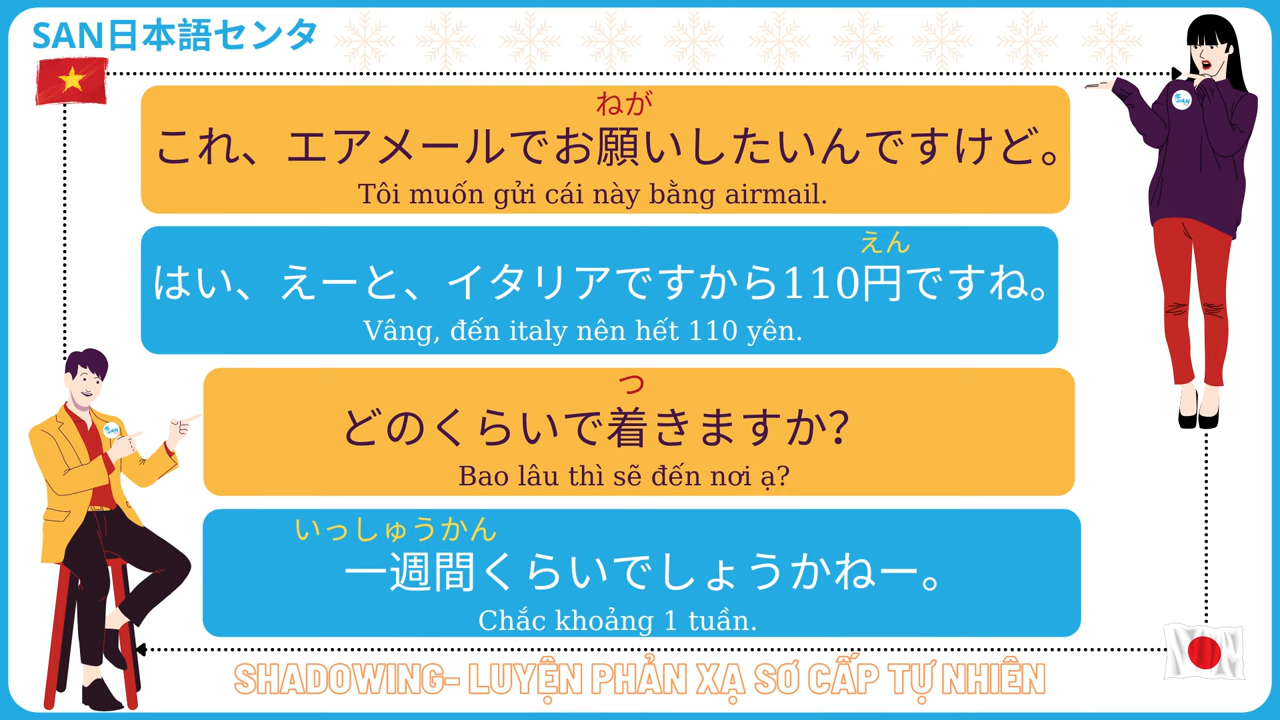 SAN日本語センタ
ねが
これ、エアメールでお願いしたいんですけど。
Tôi muốn gửi cái này bằng airmail.
えん
はい、えーと、イタリアですから110円ですね。
Vâng, đến italy nên hết 110 yên.
つ
どのくらいで着きますか?
Bao lâu thì sẽ đến nơi ạ?
いっしゅうかん
一週間くらいでしょうかねー。
Chắc khoảng 1 tuần.
SHADOWING- LUYỆN PHẢN XẠ SƠ CẤP TỰ NHIÊN
SAN
SAN